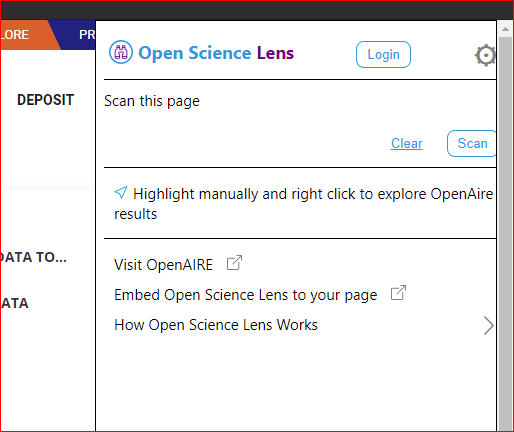 LORE
PR
Open Science Lens
Login
DEPOSIT
Scan this page
Clear
Scan
Highlight manually and right click to explore OpenAire
results
DATA TO...
Visit OpenAIRE
Embed Open Science Lens to your page
ATA
How Open Science Lens Works